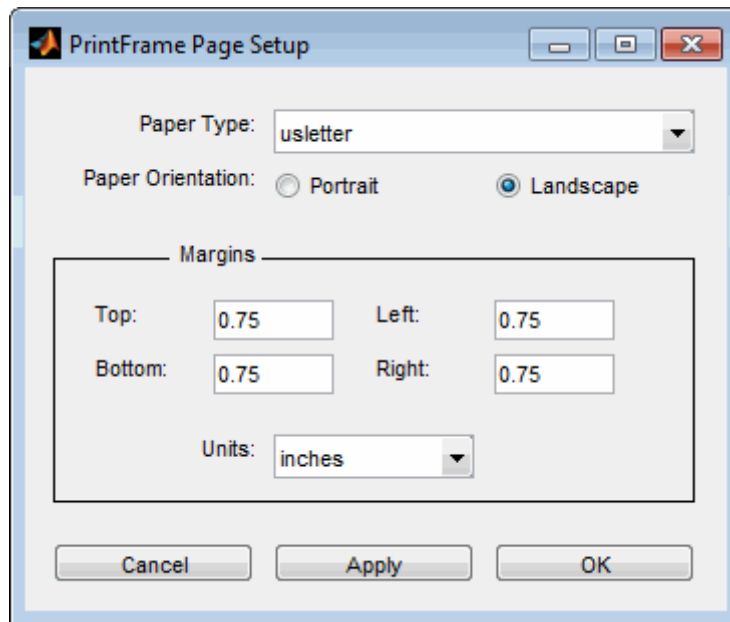 PrintFrame Page Setup
Paper Type: usletter
Paper Orientation: Portrait Landscape
Margins
Top: 0.75 Left: 0.75
Bottom: 0.75 Right: 0.75
Units: inches
Cancel Apply OK